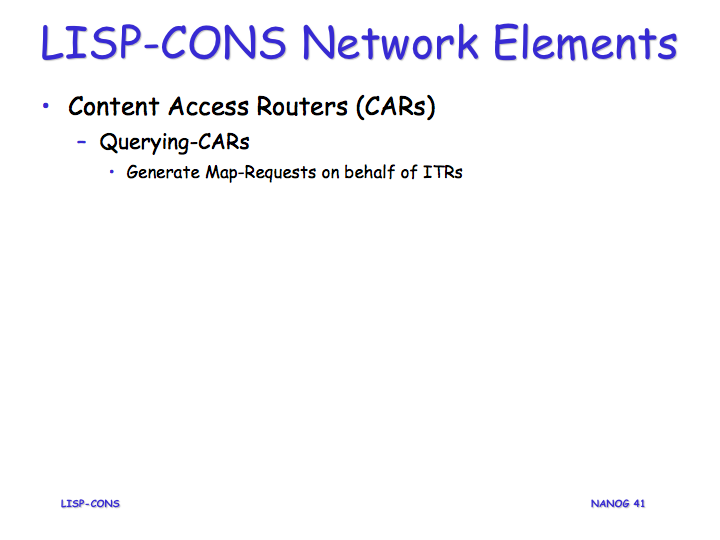 LISP-CONS Network Elements
• Content Access Routers (CARs)
– Querying-CARs
• Generate Map-Requests on behalf of ITRs
LISP-CONS
NANOG 41